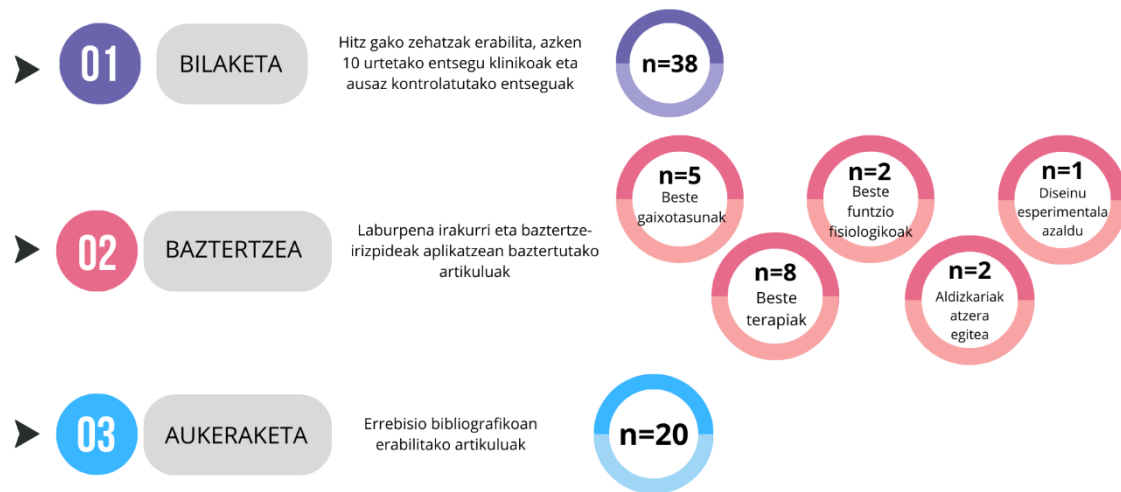 01
BILAKETA
Hitz gako zehatzak erabilita, azken
10 urtetako entsegu klinikoak eta
ausaz kontrolatutako entseguak
n=38
02
BAZTERTZEA
Laburpena irakurri eta baztertze-
irizpideak aplikatzean baztertutako
artikuluak
n=5
Beste
gaixotasunak
n=2
Beste
funtzio
fisiologikoak
n=1
Diseinu
esperimentala
azaldu
n=8
Beste
terapiak
n=2
Aldizkariak
atzera
egitea
03
AUKERAKETA
Errebisio bibliografikoan
erabilitako artikuluak
n=20